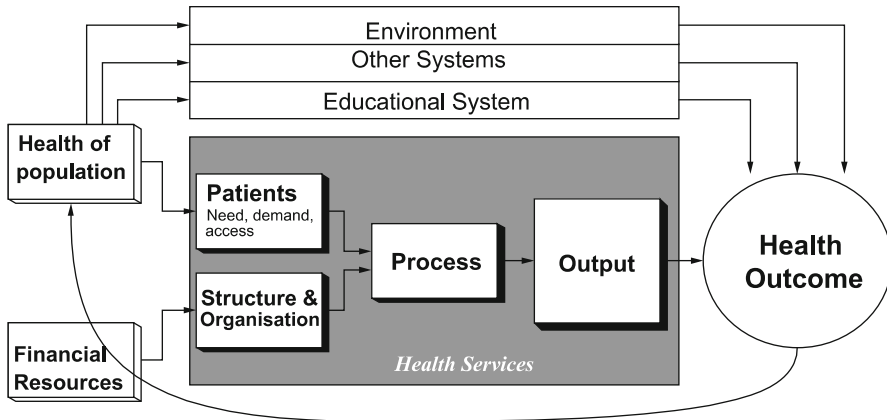 Environment
Other Systems
Educational System
Health of
population
Patients
Need, demand,
access
Process
Output
Health
Outcome
Structure &
Organisation
Financial
Resources
Health Services